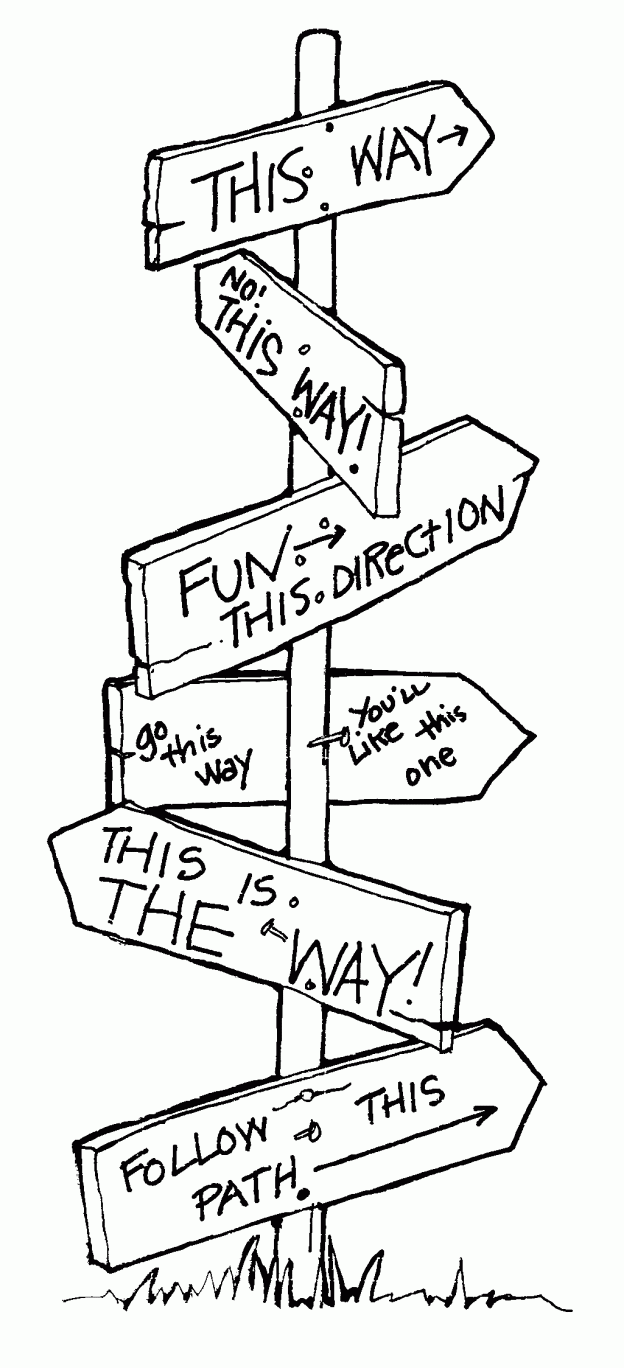 THIS WAY →
NO!
THIS WAY!
FUN →
THIS DIRECtION
go
this
way
YOU'LL
LIKE this
one
THIS IS
THE WAY!
FOLLOW THIS
PATH →